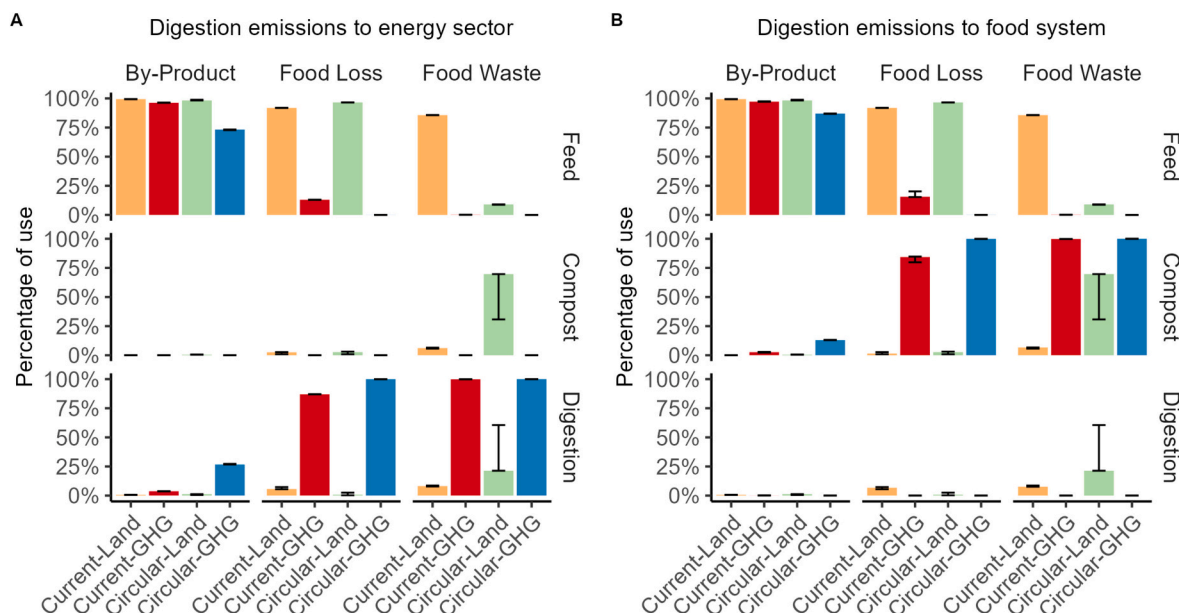 A
Digestion emissions to energy sector
By-Product
Food Loss
Food Waste
Percentage of use
100%
75%
50%
25%
0%
Feed
100%
75%
50%
25%
0%
Compost
100%
75%
50%
25%
0%
Digestion
Current-Land
Current-GHG
Circular-Land
Circular-GHG
Current-Land
Current-GHG
Circular-Land
Circular-GHG
Current-Land
Current-GHG
Circular-Land
Circular-GHG
B
Digestion emissions to food system
By-Product
Food Loss
Food Waste
Percentage of use
100%
75%
50%
25%
0%
Feed
100%
75%
50%
25%
0%
Compost
100%
75%
50%
25%
0%
Digestion
Current-Land
Current-GHG
Circular-Land
Circular-GHG
Current-Land
Current-GHG
Circular-Land
Circular-GHG
Current-Land
Current-GHG
Circular-Land
Circular-GHG